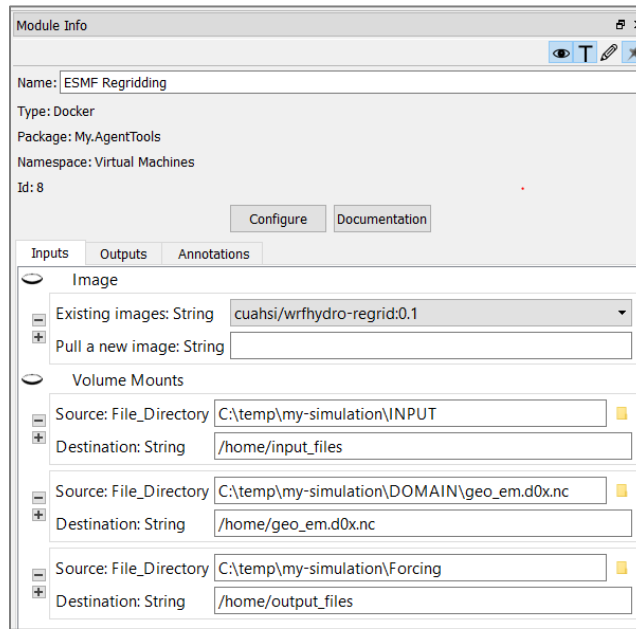 Module Info
Name: ESMF Regridding
Type: Docker
Package: My.AgentTools
Namespace: Virtual Machines
Id: 8
Configure Documentation
Inputs Outputs Annotations
Image
Existing images: String cuahsi/wrfhydro-regrid:0.1
Pull a new image: String
Volume Mounts
Source: File_Directory C:\temp\my-simulation\INPUT
Destination: String /home/input_files
Source: File_Directory C:\temp\my-simulation\DOMAIN\geo_em.d0x.nc
Destination: String /home/geo_em.d0x.nc
Source: File_Directory C:\temp\my-simulation\Forcing
Destination: String /home/output_files